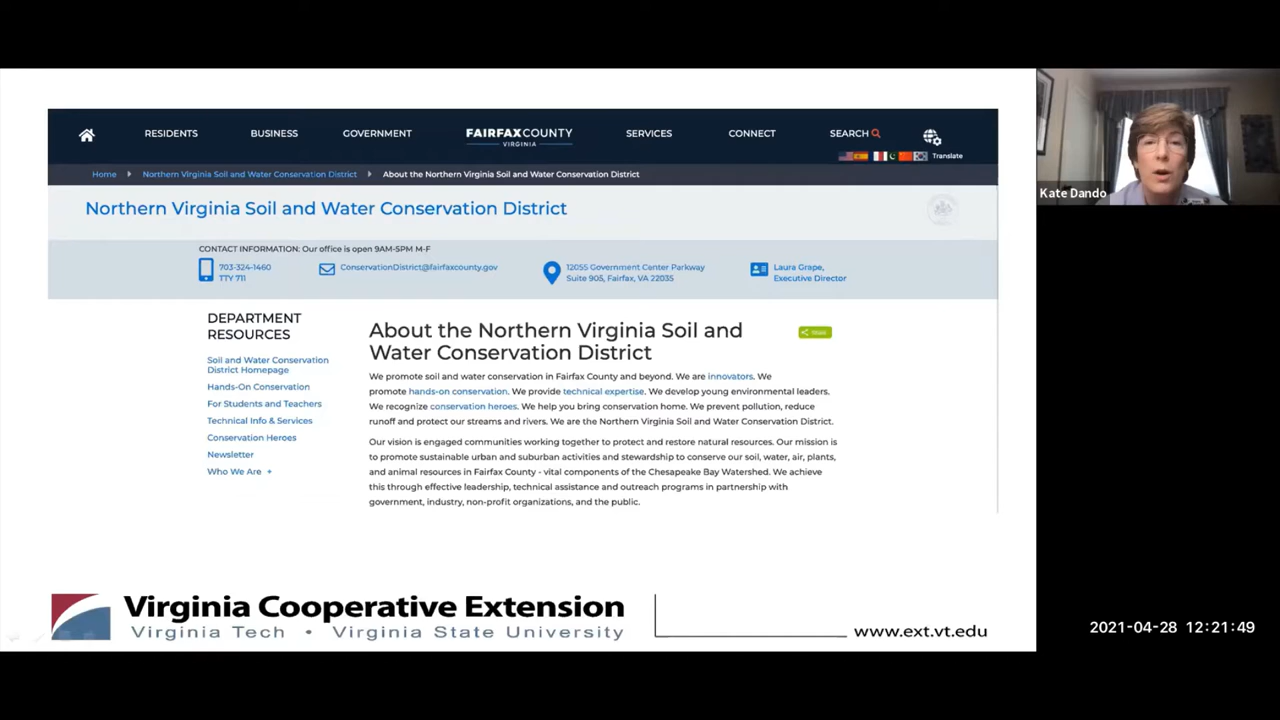 RESIDENTS BUSINESS GOVERNMENT FAIRFAXCOUNTY VIRGINIA SERVICES CONNECT SEARCH
Translate
Home Northern Virginia Soil and Water Conservation District About the Northern Virginia Soil and Water Conservation District
Northern Virginia Soil and Water Conservation District
Kate Dando
CONTACT INFORMATION: Our office is open 9AM-5PM M-F
703-324-1460
TTY 711
ConservationDistrict@fairfaxcounty.gov
12055 Government Center Parkway
Suite 905, Fairfax, VA 22035
Laura Grape,
Executive Director
DEPARTMENT
RESOURCES
Soil and Water Conservation
District Homepage
Hands-On Conservation
For Students and Teachers
Technical Info & Services
Conservation Heroes
Newsletter
Who We Are +
About the Northern Virginia Soil and
Water Conservation District
Share
We promote soil and water conservation in Fairfax County and beyond. We are innovators. We
promote hands-on conservation. We provide technical expertise. We develop young environmental leaders.
We recognize conservation heroes. We help you bring conservation home. We prevent pollution, reduce
runoff and protect our streams and rivers. We are the Northern Virginia Soil and Water Conservation District.
Our vision is engaged communities working together to protect and restore natural resources. Our mission is
to promote sustainable urban and suburban activities and stewardship to conserve our soil, water, air, plants,
and animal resources in Fairfax County - vital components of the Chesapeake Bay Watershed. We achieve
this through effective leadership, technical assistance and outreach programs in partnership with
government, industry, non-profit organizations, and the public.
Virginia Cooperative Extension
Virginia Tech • Virginia State University
www.ext.vt.edu
2021-04-28 12:21:49